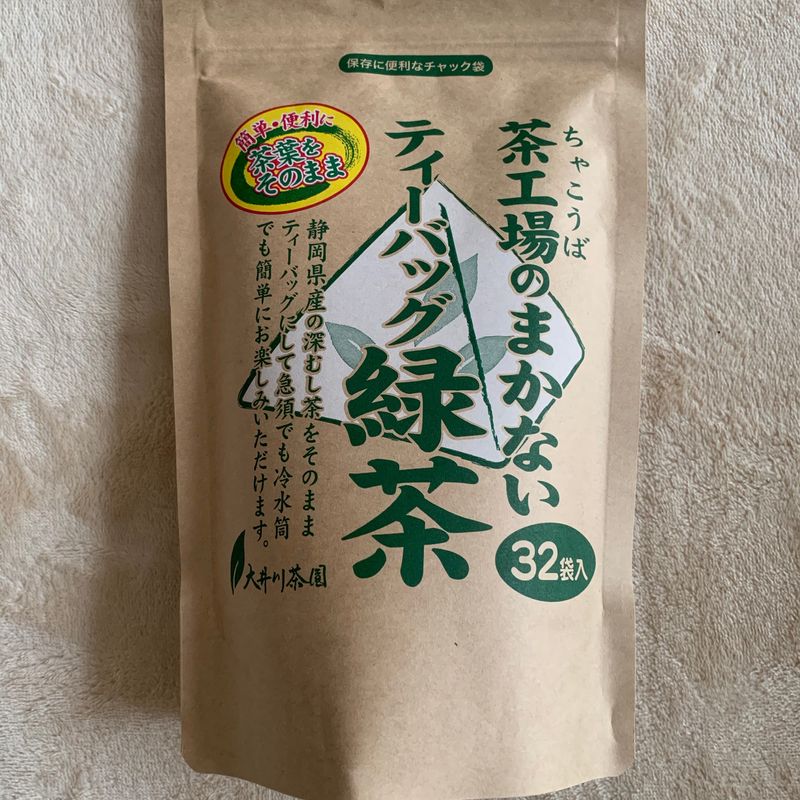 保存に便利なチャック袋
簡単・便利に
茶葉を
そのまま
ちゃこうば
茶工場のまかない
ティーバッグ緑茶
静岡県産の深むし茶をそのまま
ティーバッグにして急須でも冷水筒
でも簡単にお楽しみいただけます。
大井川茶園
32袋入